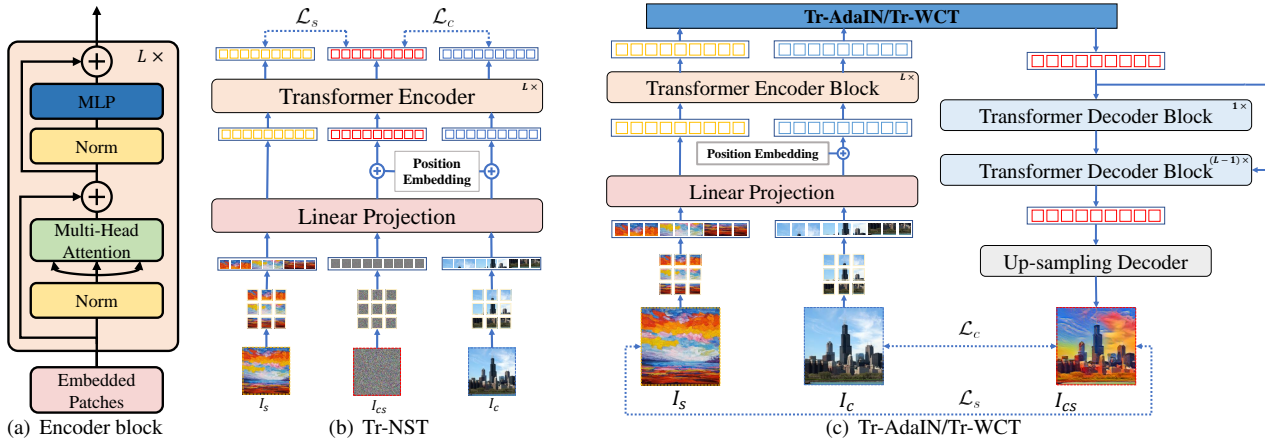 L ×
MLP
Norm
Multi-Head
Attention
Norm
Embedded
Patches
(a) Encoder block
ℒs
ℒc
Transformer Encoder
L ×
Position
Embedding
Linear Projection
Is
Ics
Ic
(b) Tr-NST
Tr-AdaIN/Tr-WCT
Transformer Encoder Block
L ×
Position Embedding
Linear Projection
Transformer Decoder Block
1 ×
Transformer Decoder Block
(L−1) ×
Up-sampling Decoder
ℒc
Is
Ic
ℒs
Ics
(c) Tr-AdaIN/Tr-WCT